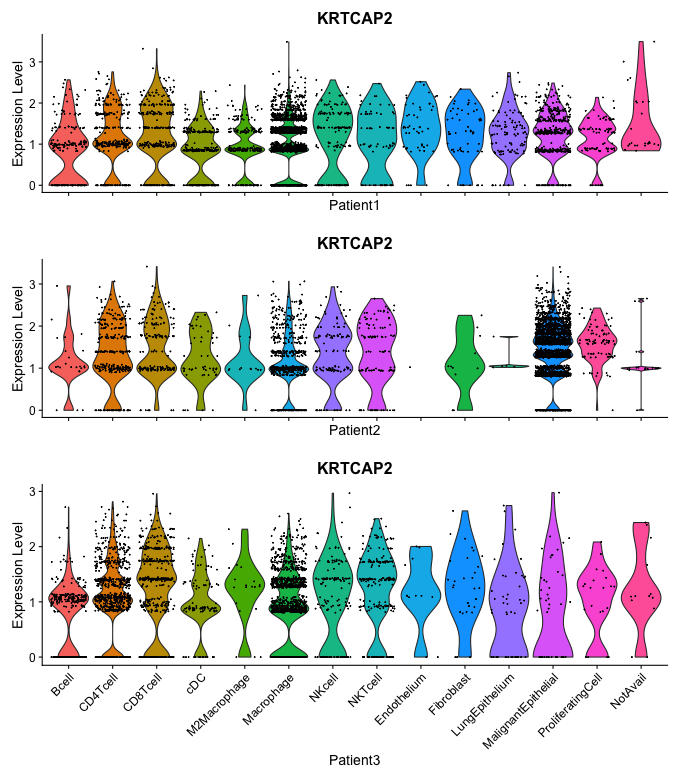 KRTCAP2
Expression Level
3
2
1
0
Patient1
KRTCAP2
Expression Level
3
2
1
0
Patient2
KRTCAP2
Expression Level
3
2
1
0
Bcell
CD4Tcell
CD8Tcell
cDC
M2Macrophage
Macrophage
NKcell
NKTcell
Endothelium
Fibroblast
LungEpithelium
MalignantEpithelial
ProliferatingCell
NotAvail
Patient3